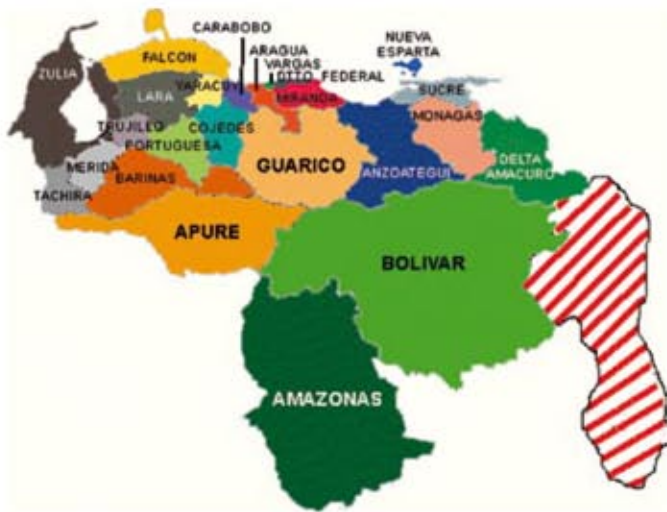 CARABOBO
ARAGUA
VARGAS
DTTO. FEDERAL
NUEVA
ESPARTA
FALCON
ZULIA
YARACUY
MIRANDA
SUCRE
LARA
MONAGAS
TRUJILLO
COJEDES
PORTUGUESA
GUARICO
MERIDA
ANZOATEGUI
DELTA
AMACURO
BARINAS
TACHIRA
APURE
BOLIVAR
AMAZONAS